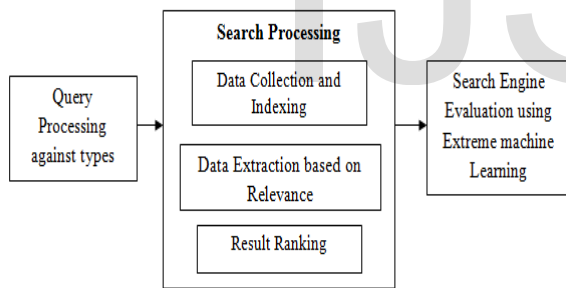 Query
Processing
against types
Search Processing
Data Collection and
Indexing
Data Extraction based on
Relevance
Result Ranking
Search Engine
Evaluation using
Extreme machine
Learning